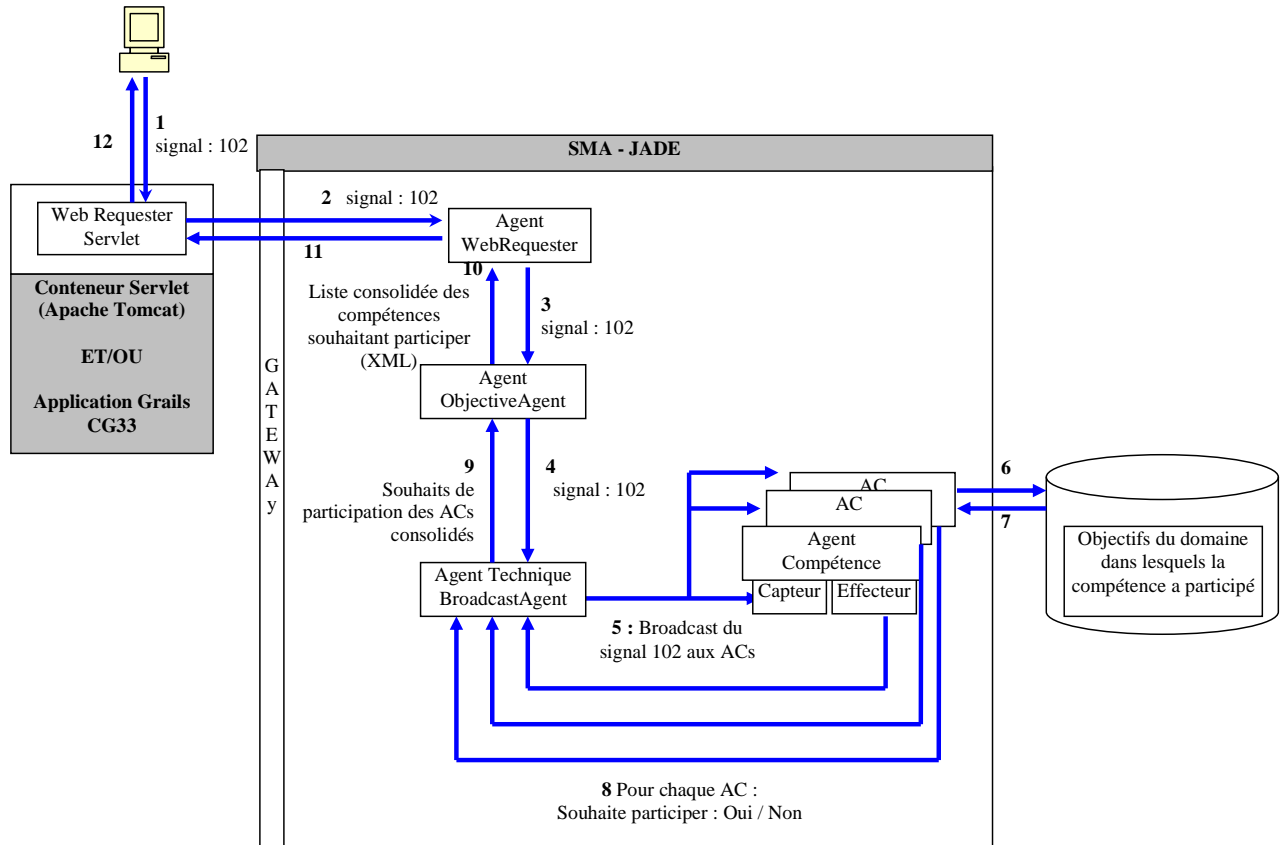 12
1
signal : 102
SMA - JADE
Web Requester
Servlet
Conteneur Servlet
(Apache Tomcat)
ET/OU
Application Grails
CG33
G
A
T
E
W
A
y
2 signal : 102
11
Agent
WebRequester
10
Liste consolidée des
compétences
souhaitant participer
(XML)
3
signal : 102
Agent
ObjectiveAgent
9
Souhaits de
participation des ACs
consolidés
4
signal : 102
Agent Technique
BroadcastAgent
5 : Broadcast du
signal 102 aux ACs
AC
AC
Agent
Compétence
Capteur
Effecteur
6
7
Objectifs du domaine
dans lesquels la
compétence a participé
8 Pour chaque AC :
Souhaite participer : Oui / Non